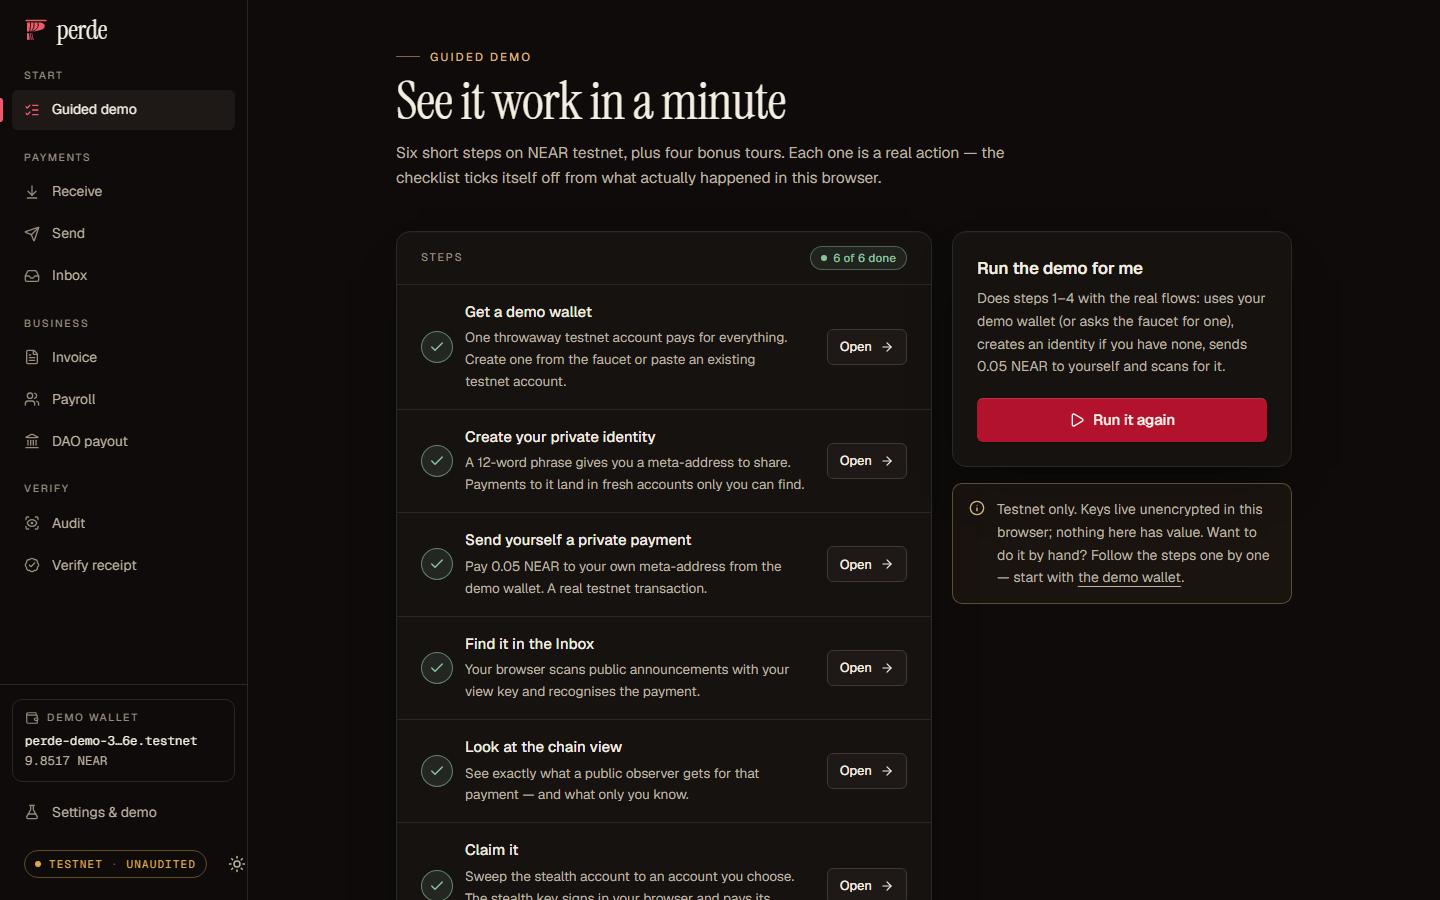 perde
START
Guided demo
PAYMENTS
Receive
Send
Inbox
BUSINESS
Invoice
Payroll
DAO payout
VERIFY
Audit
Verify receipt
DEMO WALLET
perde-demo-3…6e.testnet
9.8517 NEAR
Settings & demo
TESTNET · UNAUDITED
GUIDED DEMO
See it work in a minute
Six short steps on NEAR testnet, plus four bonus tours. Each one is a real action — the
checklist ticks itself off from what actually happened in this browser.
STEPS
6 of 6 done
Get a demo wallet
One throwaway testnet account pays for everything.
Create one from the faucet or paste an existing
testnet account.
Open
Create your private identity
A 12-word phrase gives you a meta-address to share.
Payments to it land in fresh accounts only you can find.
Open
Send yourself a private payment
Pay 0.05 NEAR to your own meta-address from the
demo wallet. A real testnet transaction.
Open
Find it in the Inbox
Your browser scans public announcements with your
view key and recognises the payment.
Open
Look at the chain view
See exactly what a public observer gets for that
payment — and what only you know.
Open
Claim it
Sweep the stealth account to an account you choose.
The stealth key signs in your browser and pays its
Open
Run the demo for me
Does steps 1–4 with the real flows: uses your
demo wallet (or asks the faucet for one),
creates an identity if you have none, sends
0.05 NEAR to yourself and scans for it.
Run it again
Testnet only. Keys live unencrypted in this
browser; nothing here has value. Want to
do it by hand? Follow the steps one by one
— start with the demo wallet.